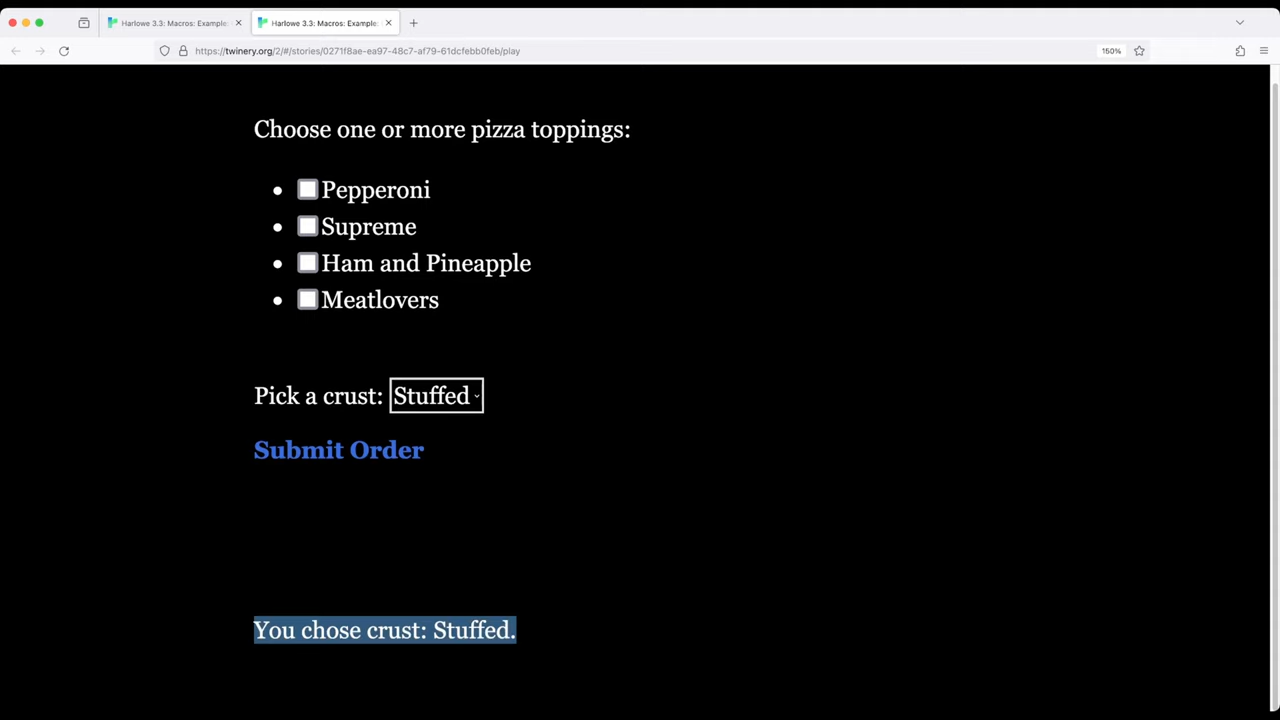 Harlowe 3.3: Macros: Example:
Harlowe 3.3: Macros: Example:
https://twinery.org/2/#/stories/0271f8ae-ea97-48c7-af79-61dcfebb0feb/play
150%
Choose one or more pizza toppings:
Pepperoni
Supreme
Ham and Pineapple
Meatlovers
Pick a crust: Stuffed
Submit Order
You chose crust: Stuffed.